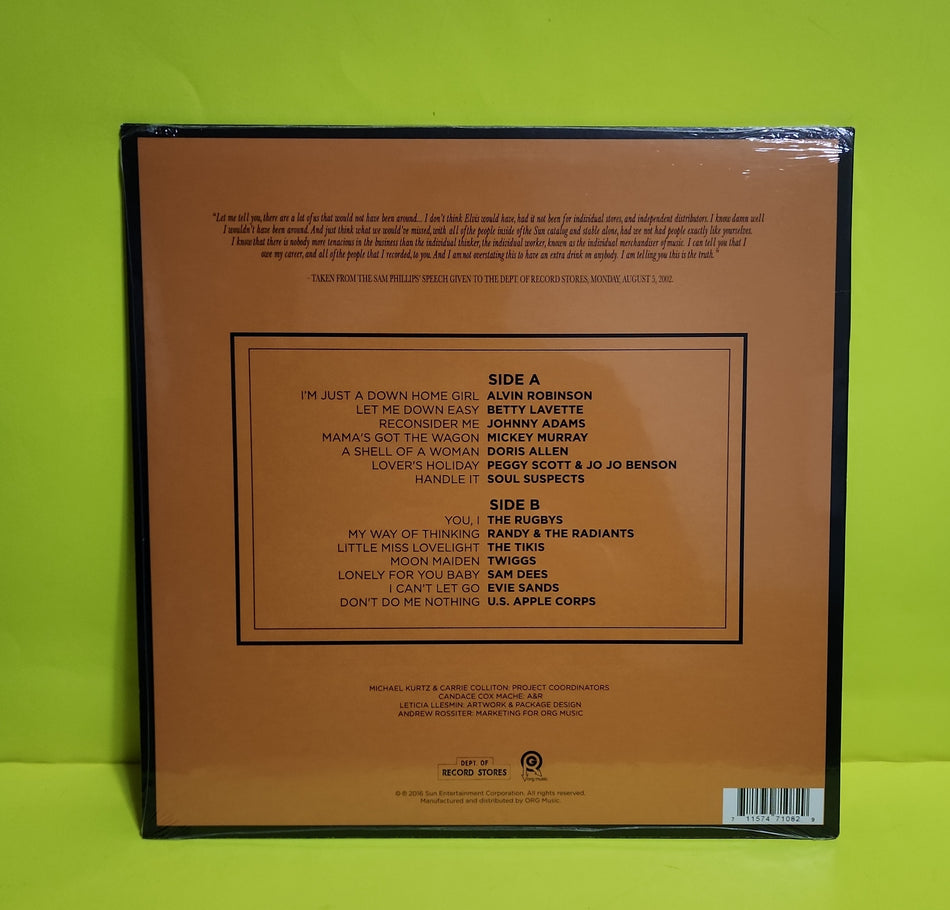 "Let me tell you, there are a lot of us that would not have been around... I don't think Elvis would have, had it not been for individual stores, and independent distributors. I know damn well
I wouldn't have been around. And just think what we would've missed, with all of the people inside of the Sun catalog and stable alone, had we not had people exactly like yourselves.
I know that there is nobody more tenacious in the business than the individual thinker, the individual worker, known as the individual merchandiser of music. I can tell you that I
owe my career, and all of the people that I recorded, to you. And I am not overstating this to have an extra drink on anybody. I am telling you this is the truth."
- TAKEN FROM THE SAM PHILLIPS' SPEECH GIVEN TO THE DEPT. OF RECORD STORES, MONDAY, AUGUST 5, 2002.
SIDE A
I'M JUST A DOWN HOME GIRL ALVIN ROBINSON
LET ME DOWN EASY BETTY LAVETTE
RECONSIDER ME JOHNNY ADAMS
MAMA'S GOT THE WAGON MICKEY MURRAY
A SHELL OF A WOMAN DORIS ALLEN
LOVER'S HOLIDAY PEGGY SCOTT & JO JO BENSON
HANDLE IT SOUL SUSPECTS
SIDE B
YOU, I THE RUGBYS
MY WAY OF THINKING RANDY & THE RADIANTS
LITTLE MISS LOVELIGHT THE TIKIS
MOON MAIDEN TWIGGS
LONELY FOR YOU BABY SAM DEES
I CAN'T LET GO EVIE SANDS
DON'T DO ME NOTHING U.S. APPLE CORPS
MICHAEL KURTZ & CARRIE COLLITON: PROJECT COORDINATORS
CANDACE COX MACHE: A&R
LETICIA LLESMIN: ARTWORK & PACKAGE DESIGN
ANDREW ROSSITER: MARKETING FOR ORG MUSIC
DEPT. OF
RECORD STORES
org music
© ℗ 2016 Sun Entertainment Corporation. All rights reserved.
Manufactured and distributed by ORG Music.
7 11574 71082 9